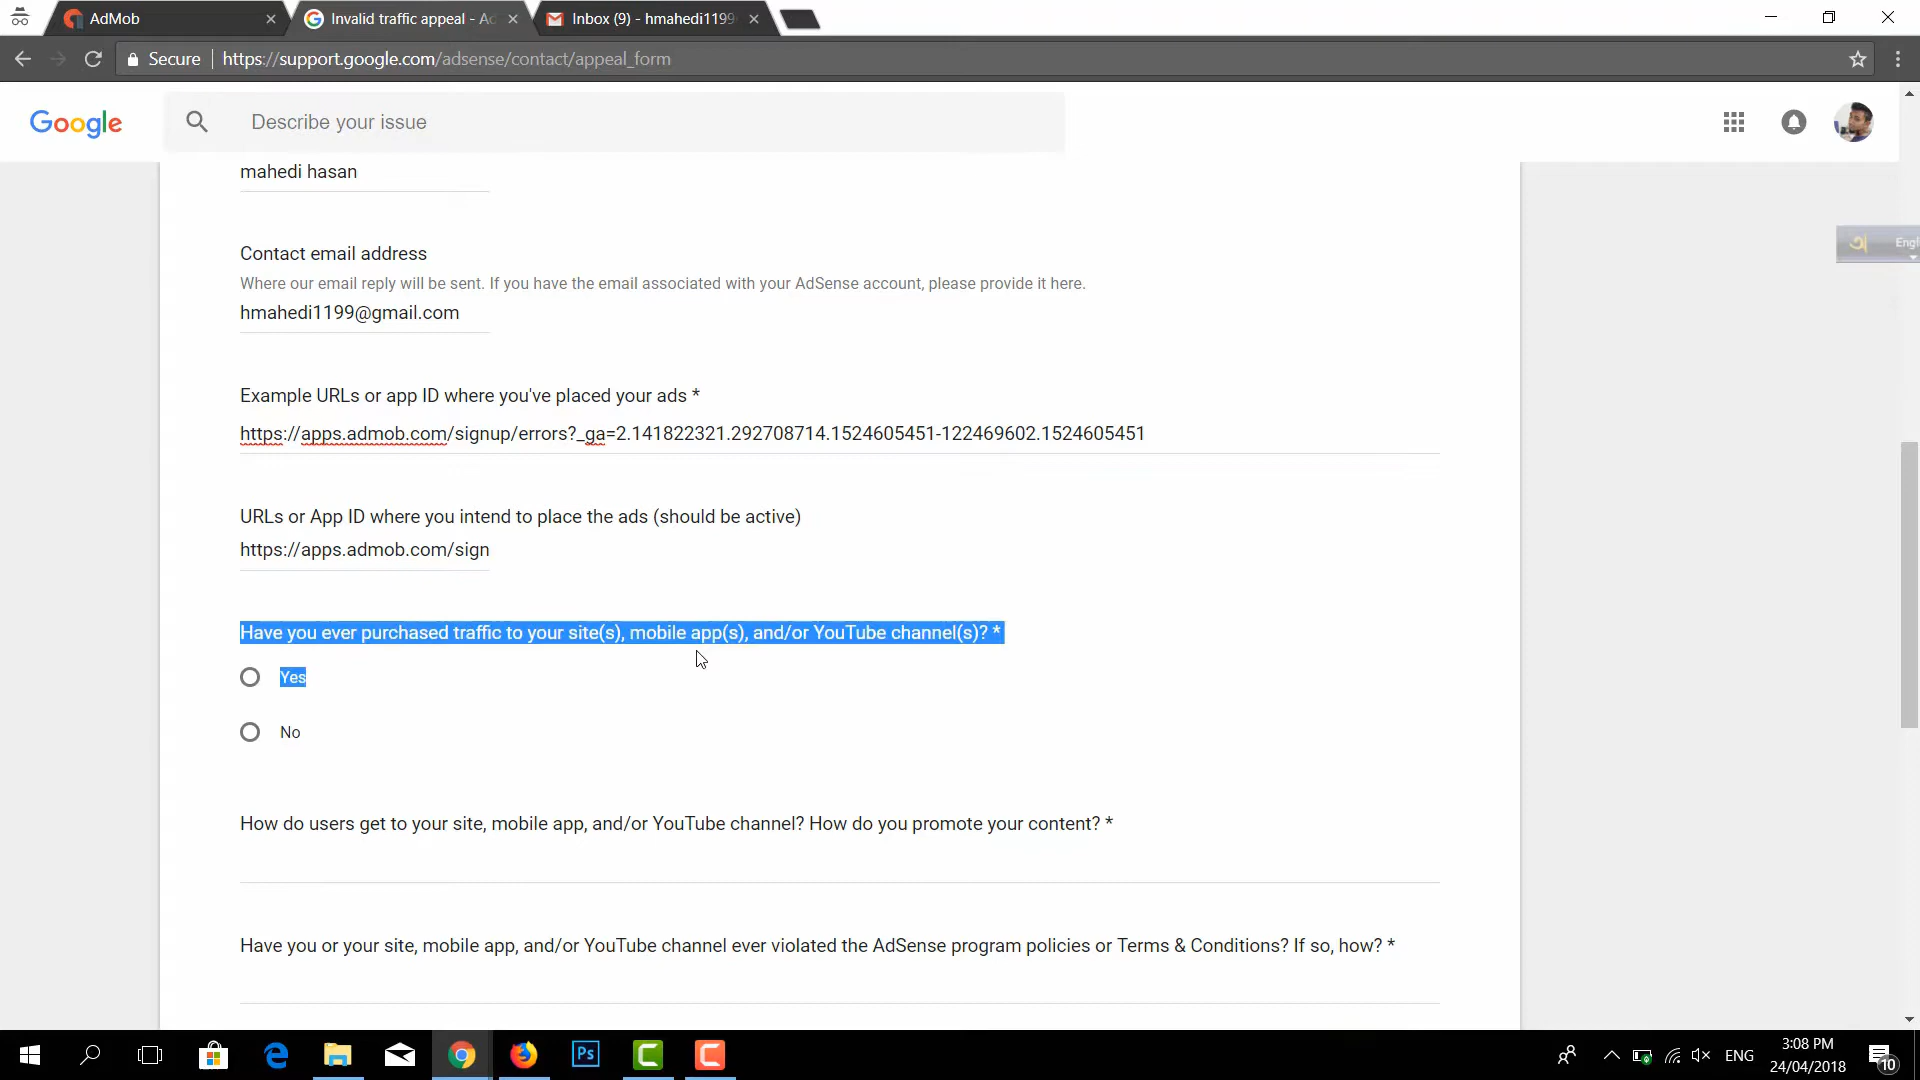 AdMob
Invalid traffic appeal - Ad
Inbox (9) - hmahedi1199
Secure
https://support.google.com/adsense/contact/appeal_form
Google
Describe your issue
mahedi hasan
Contact email address
Where our email reply will be sent. If you have the email associated with your AdSense account, please provide it here.
hmahedi1199@gmail.com
Example URLs or app ID where you've placed your ads *
https://apps.admob.com/signup/errors?_ga=2.141822321.292708714.1524605451-122469602.1524605451
URLs or App ID where you intend to place the ads (should be active)
https://apps.admob.com/sign
Have you ever purchased traffic to your site(s), mobile app(s), and/or YouTube channel(s)? *
Yes
No
How do users get to your site, mobile app, and/or YouTube channel? How do you promote your content? *
Have you or your site, mobile app, and/or YouTube channel ever violated the AdSense program policies or Terms & Conditions? If so, how? *
অ
Engl
Ps
ENG
3:08 PM
24/04/2018
10